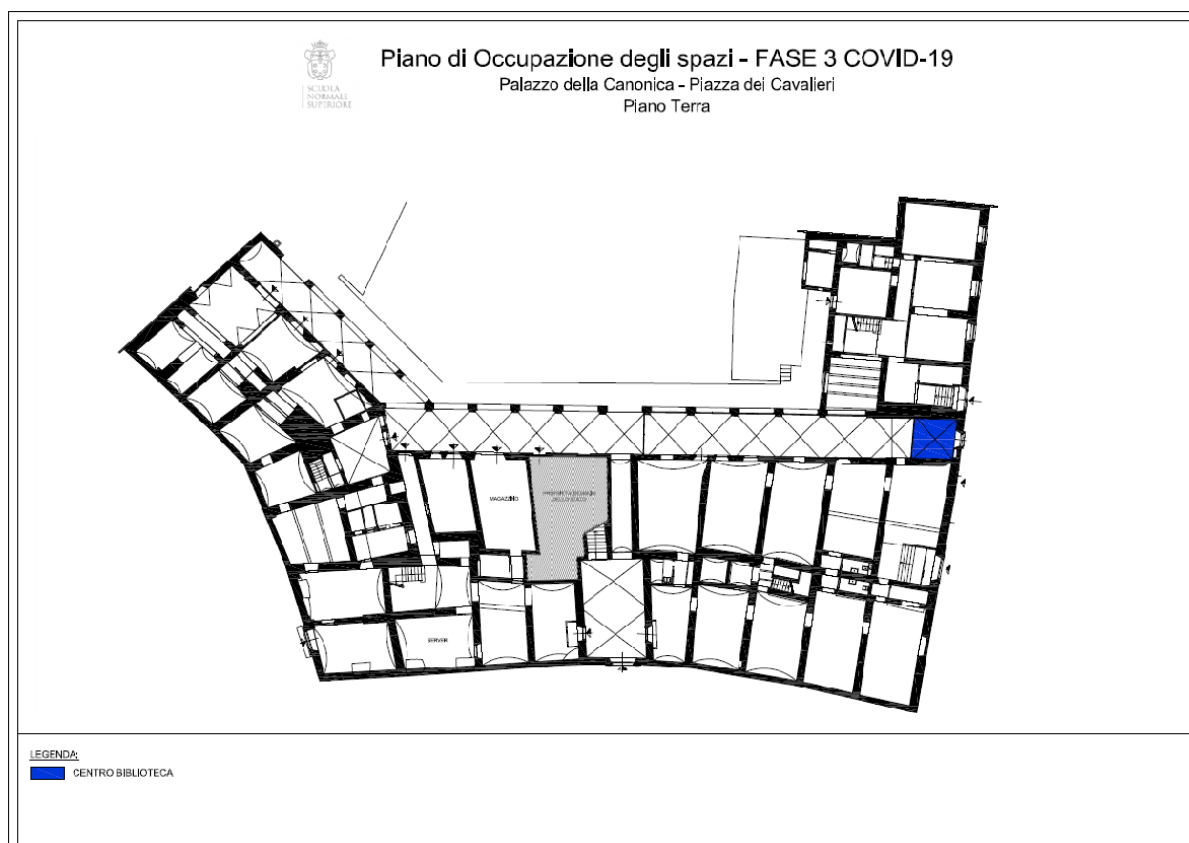 Piano di Occupazione degli spazi - FASE 3 COVID-19
Palazzo della Canonica - Piazza dei Cavalieri
Piano Terra
SCUOLA
NORMALE
SUPERIORE
MAGAZZINO
SERVER
LEGENDA:
CENTRO BIBLIOTECA